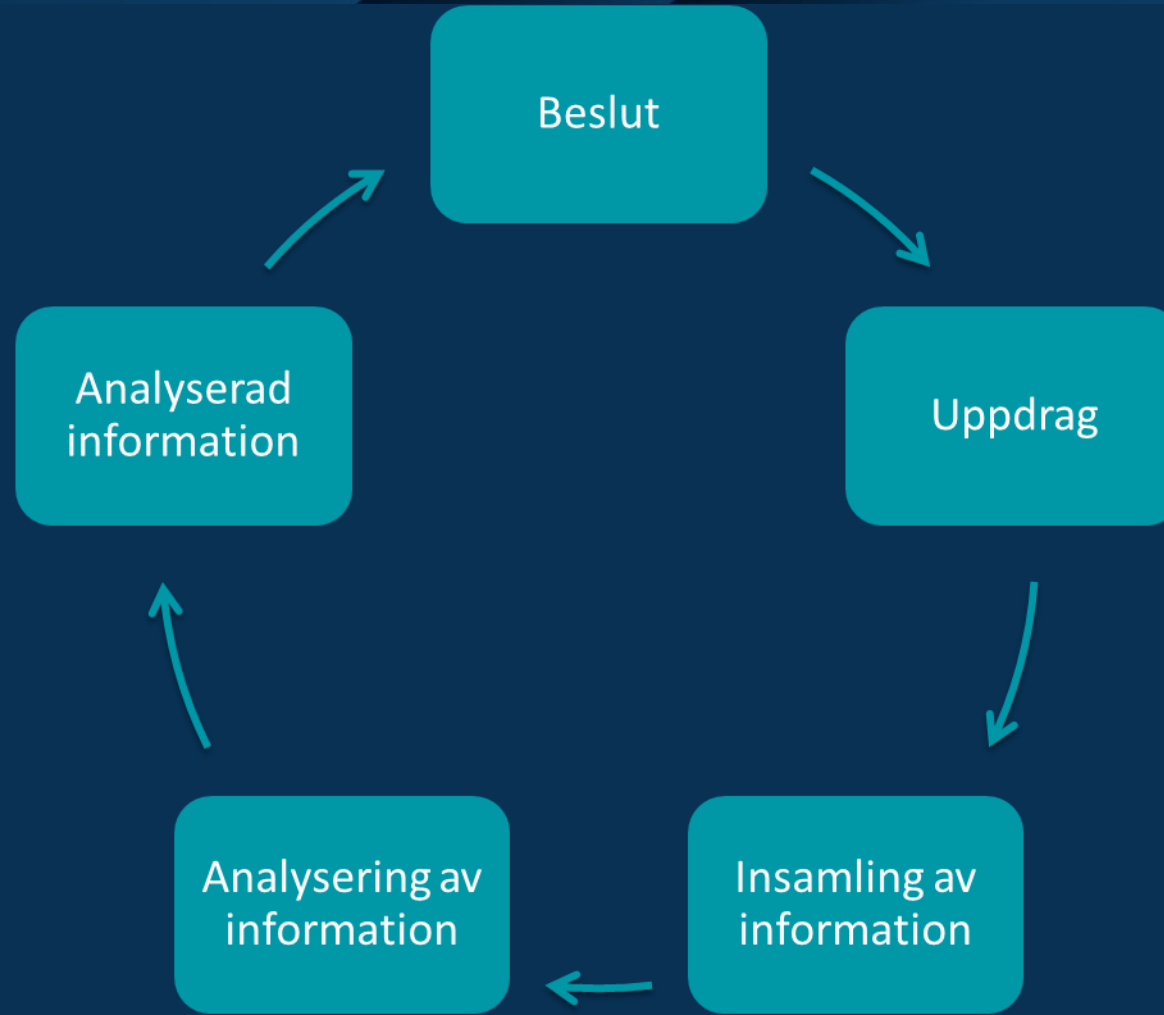 Beslut
Uppdrag
Insamling av
information
Analysering av
information
Analyserad
information